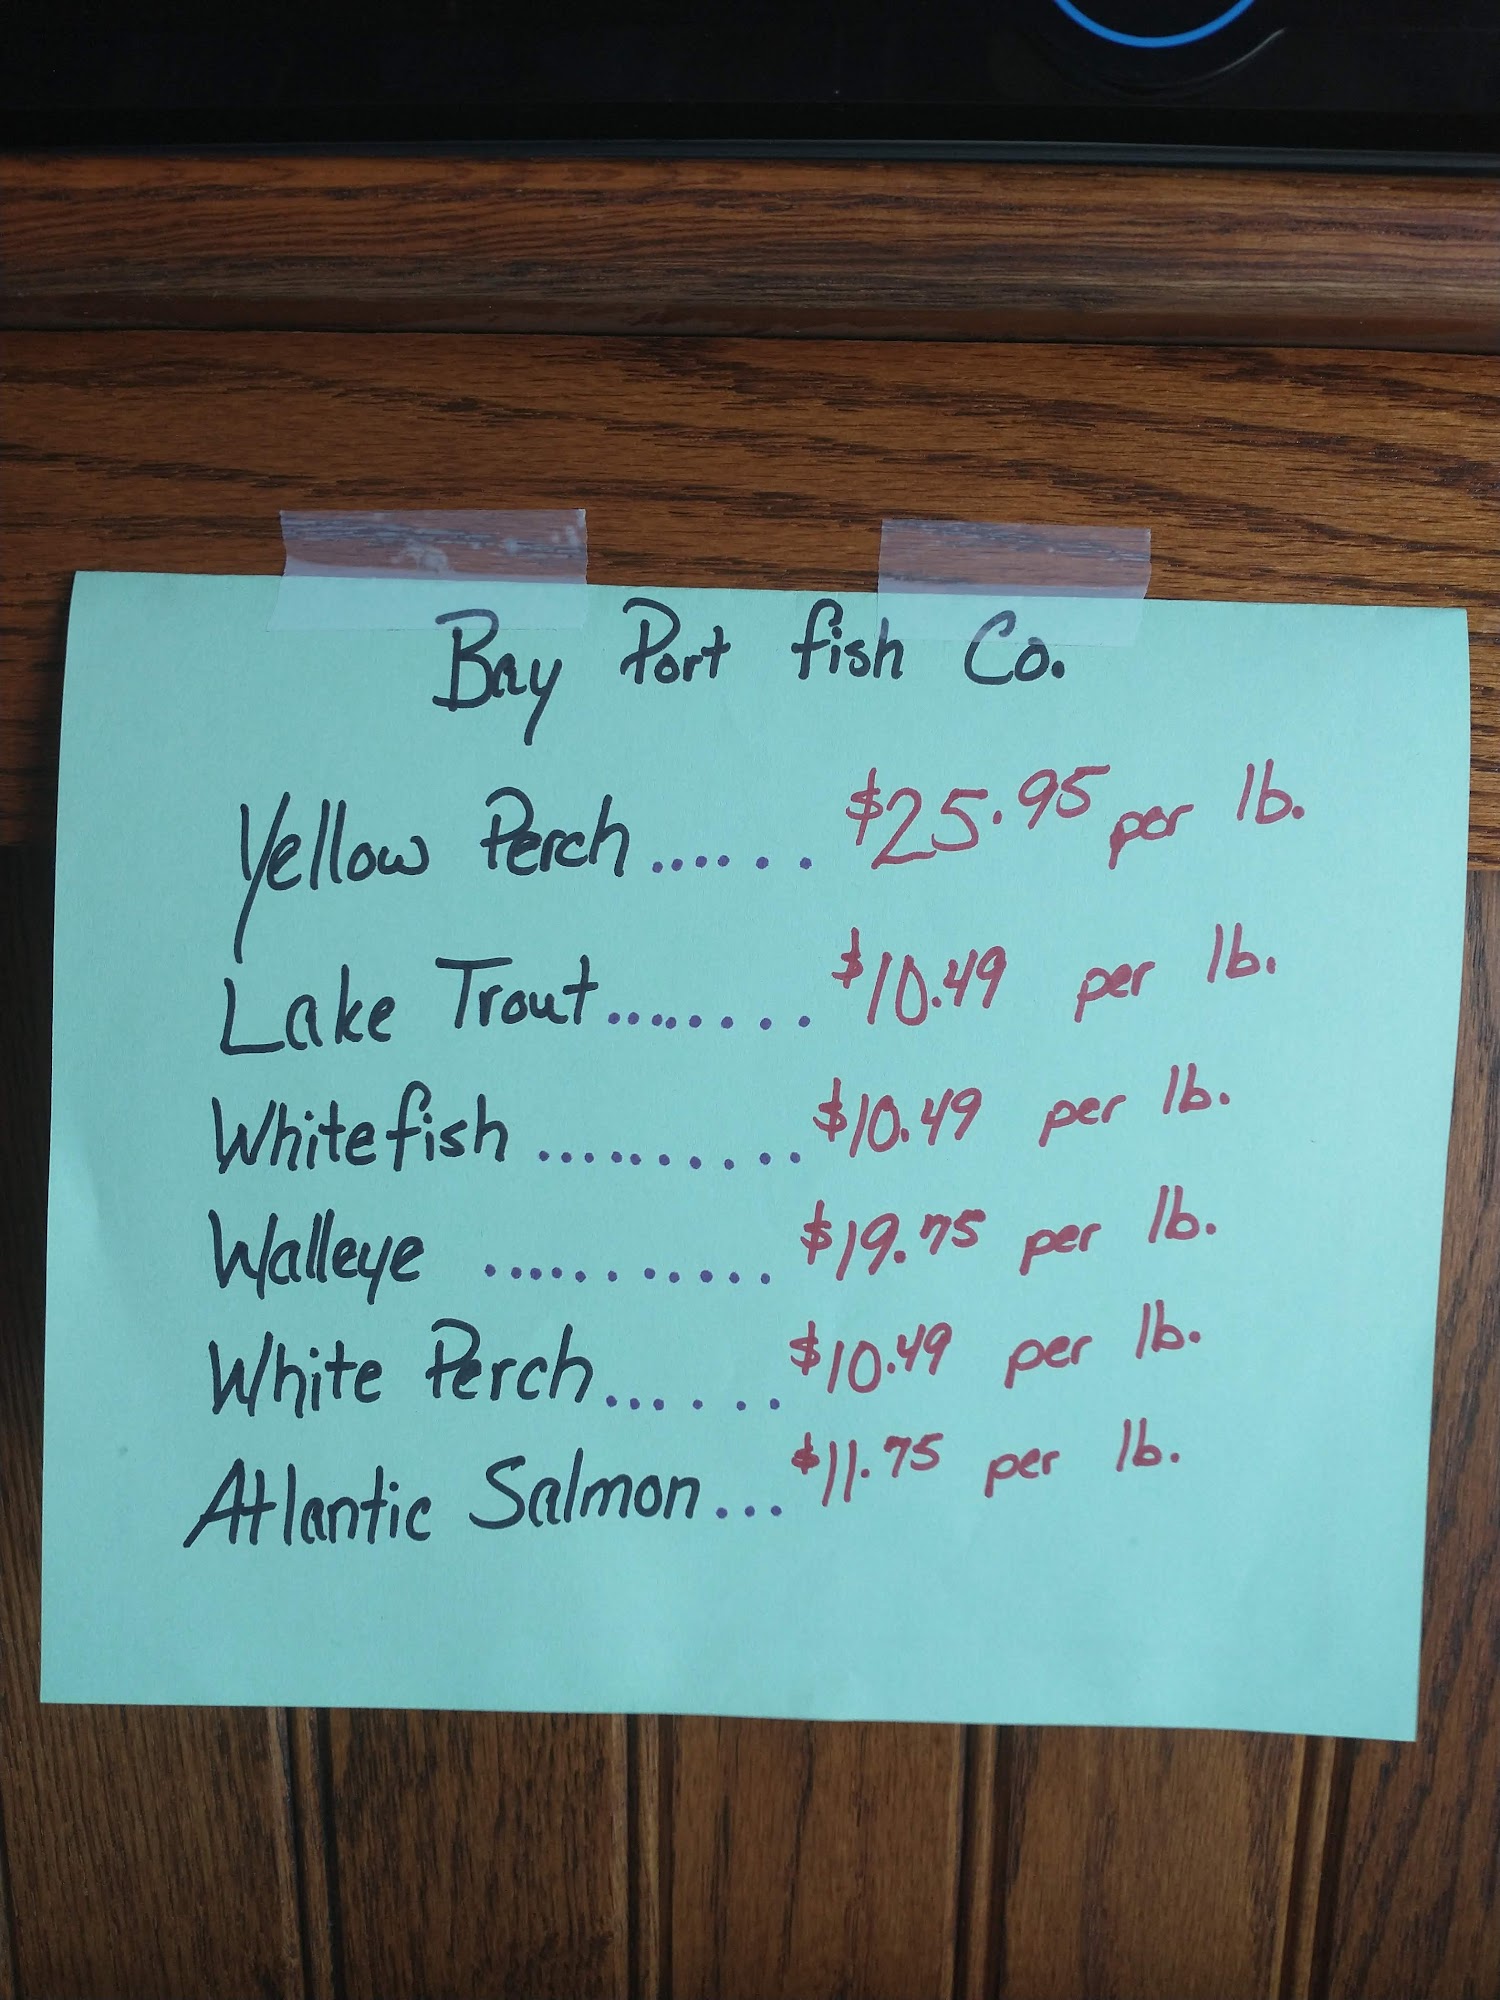 Bay Port fish Co.
Yellow Perch....... $25.95 per lb.
Lake Trout........ $10.49 per lb.
Whitefish .......... $10.49 per lb.
Walleye ........... $19.75 per lb.
White Perch...... $10.49 per lb.
Atlantic Salmon... $11.75 per lb.